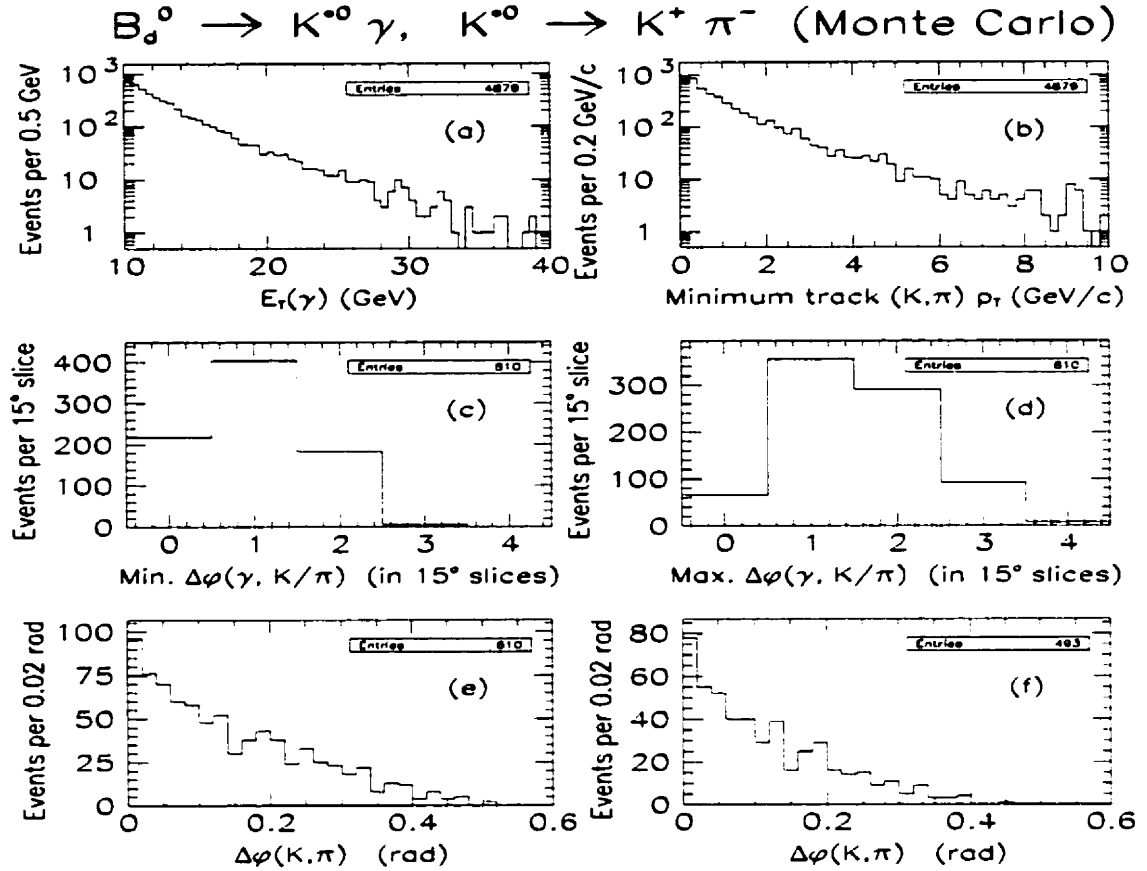 B_d^0 → K*0 γ, K*0 → K+ π− (Monte Carlo)
Events per 0.5 GeV
10^3
10^2
10
1
Entries 4879
(a)
10 20 30 40
E_T(γ) (GeV)
Events per 0.2 GeV/c
10^3
10^2
10
1
Entries 4879
(b)
0 2 4 6 8 10
Minimum track (K,π) p_T (GeV/c)
Events per 15° slice
400
300
200
100
0
Entries 810
(c)
0 1 2 3 4
Min. Δφ(γ, K/π) (in 15° slices)
Events per 15° slice
300
200
100
0
Entries 810
(d)
0 1 2 3 4
Max. Δφ(γ, K/π) (in 15° slices)
Events per 0.02 rad
100
75
50
25
0
Entries 810
(e)
0 0.2 0.4 0.6
Δφ(K,π) (rad)
Events per 0.02 rad
80
60
40
20
0
Entries 493
(f)
0 0.2 0.4 0.6
Δφ(K,π) (rad)